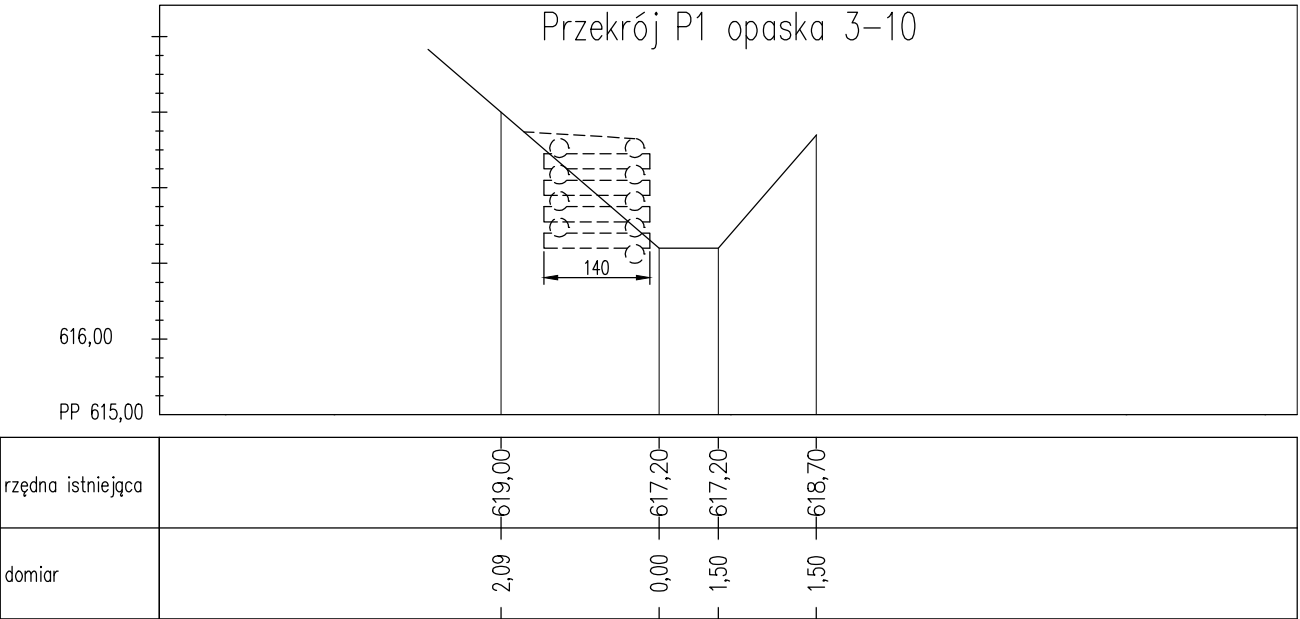 Przekrój P1 opaska 3-10
140
616,00
PP 615,00
rzędna istniejąca
619,00
617,20
617,20
618,70
domiar
2,09
0,00
1,50
1,50